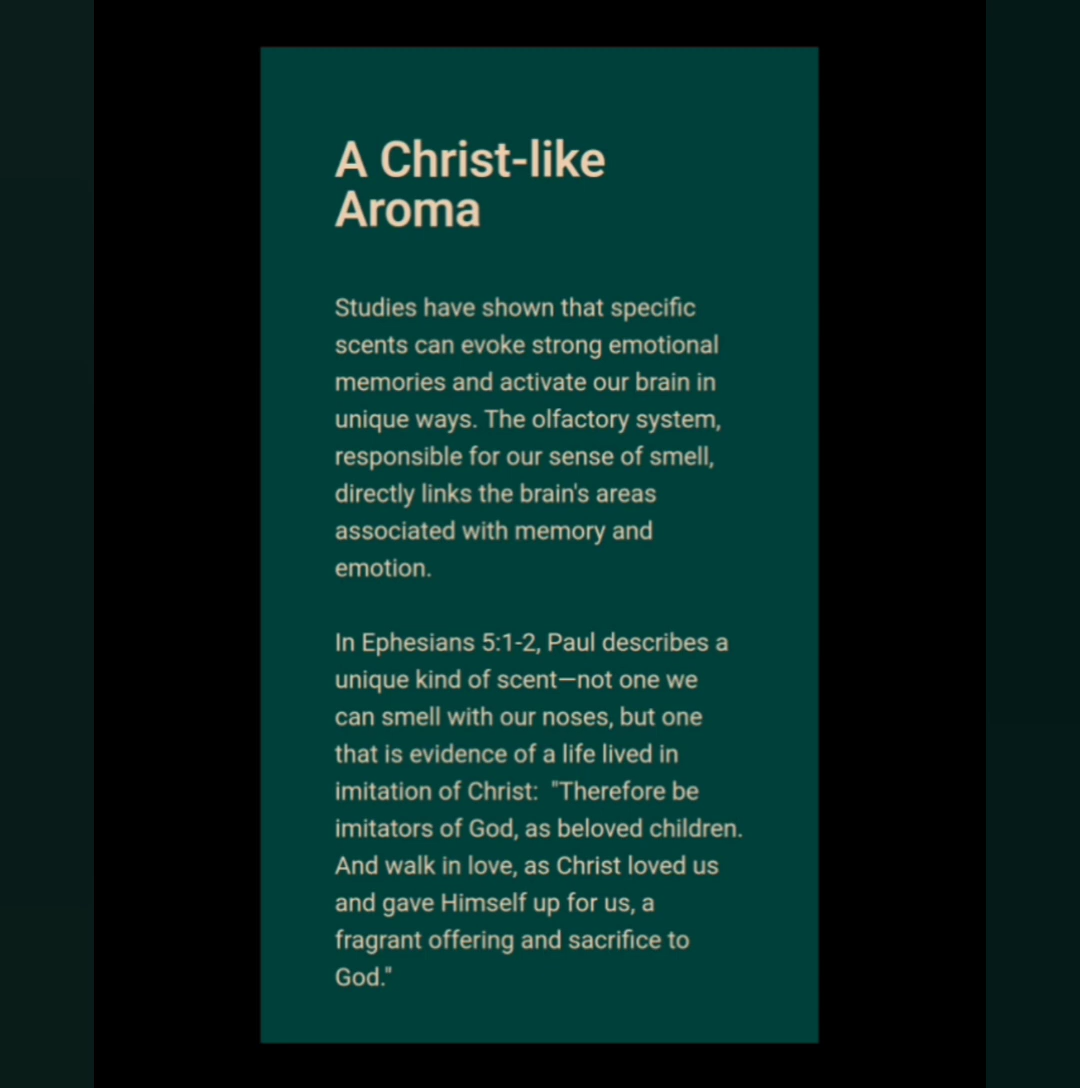 A Christ-like
Aroma
Studies have shown that specific
scents can evoke strong emotional
memories and activate our brain in
unique ways. The olfactory system,
responsible for our sense of smell,
directly links the brain's areas
associated with memory and
emotion.
In Ephesians 5:1-2, Paul describes a
unique kind of scent—not one we
can smell with our noses, but one
that is evidence of a life lived in
imitation of Christ:  "Therefore be
imitators of God, as beloved children.
And walk in love, as Christ loved us
and gave Himself up for us, a
fragrant offering and sacrifice to
God."